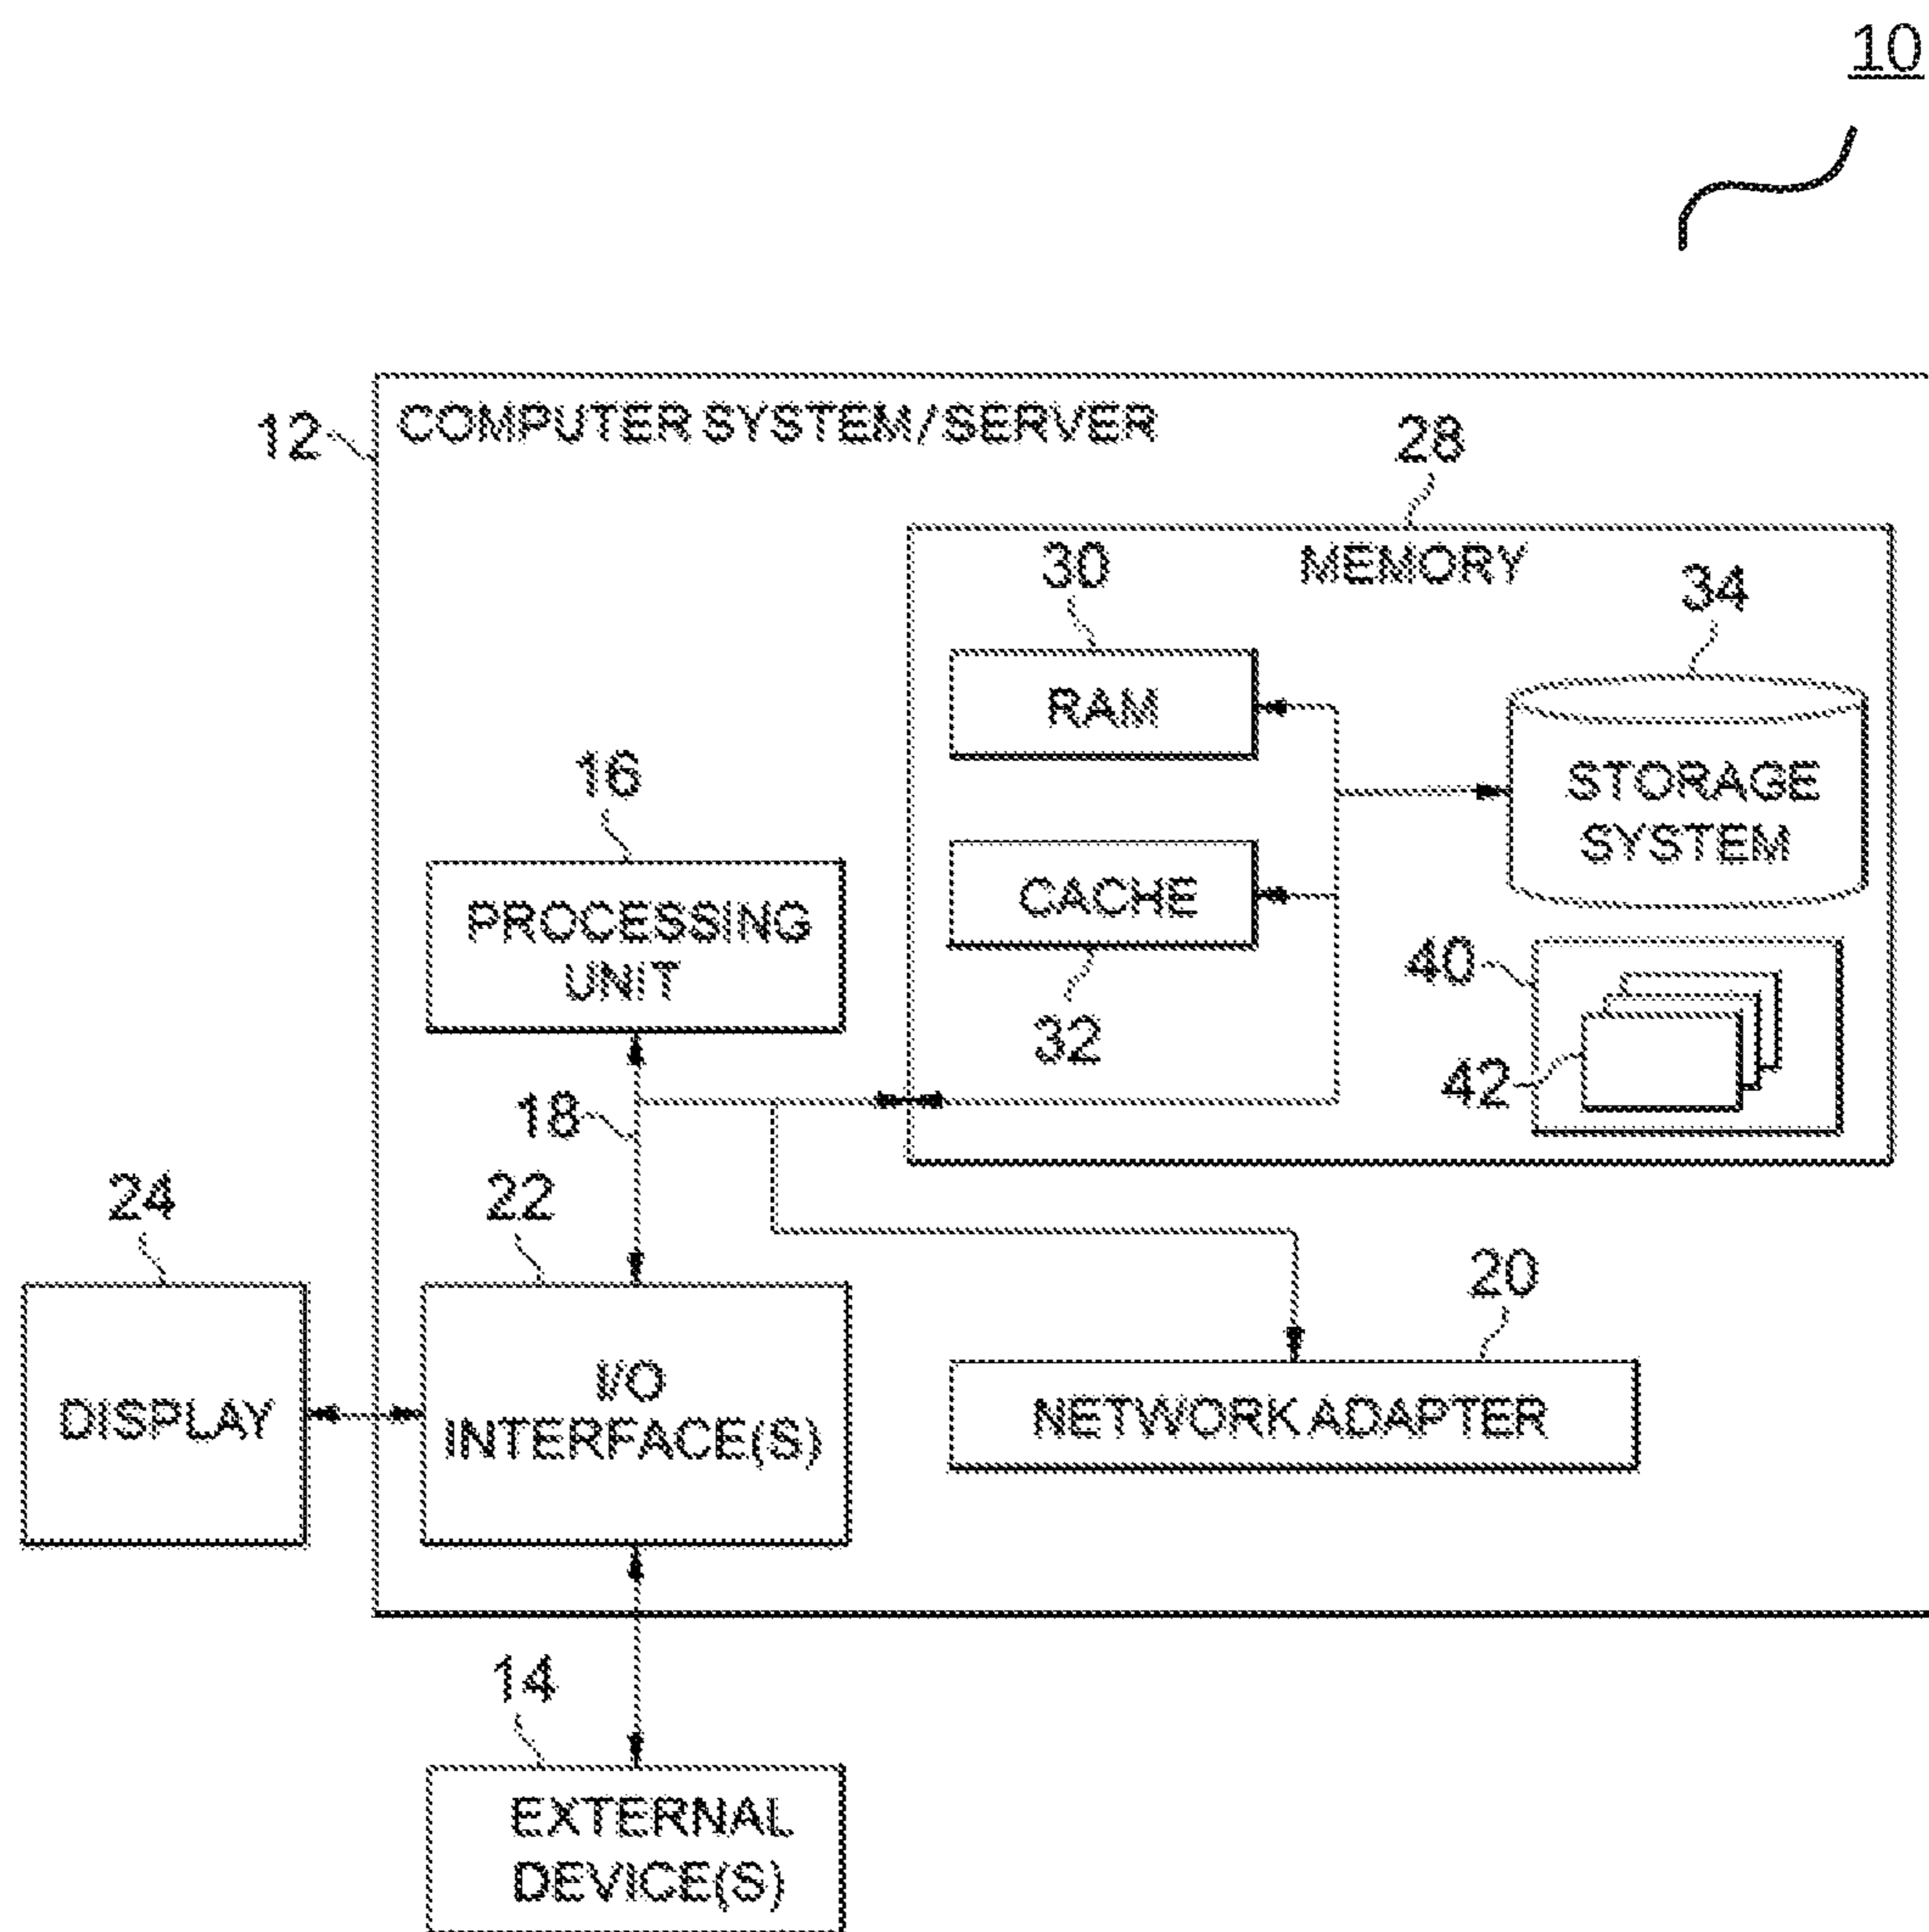 10
12
COMPUTER SYSTEM / SERVER
28
MEMORY
30
34
RAM
16
STORAGE
SYSTEM
CACHE
PROCESSING
UNIT
40
32
42
18
24
22
20
DISPLAY
I/O
INTERFACE(S)
NETWORK ADAPTER
14
EXTERNAL
DEVICE(S)